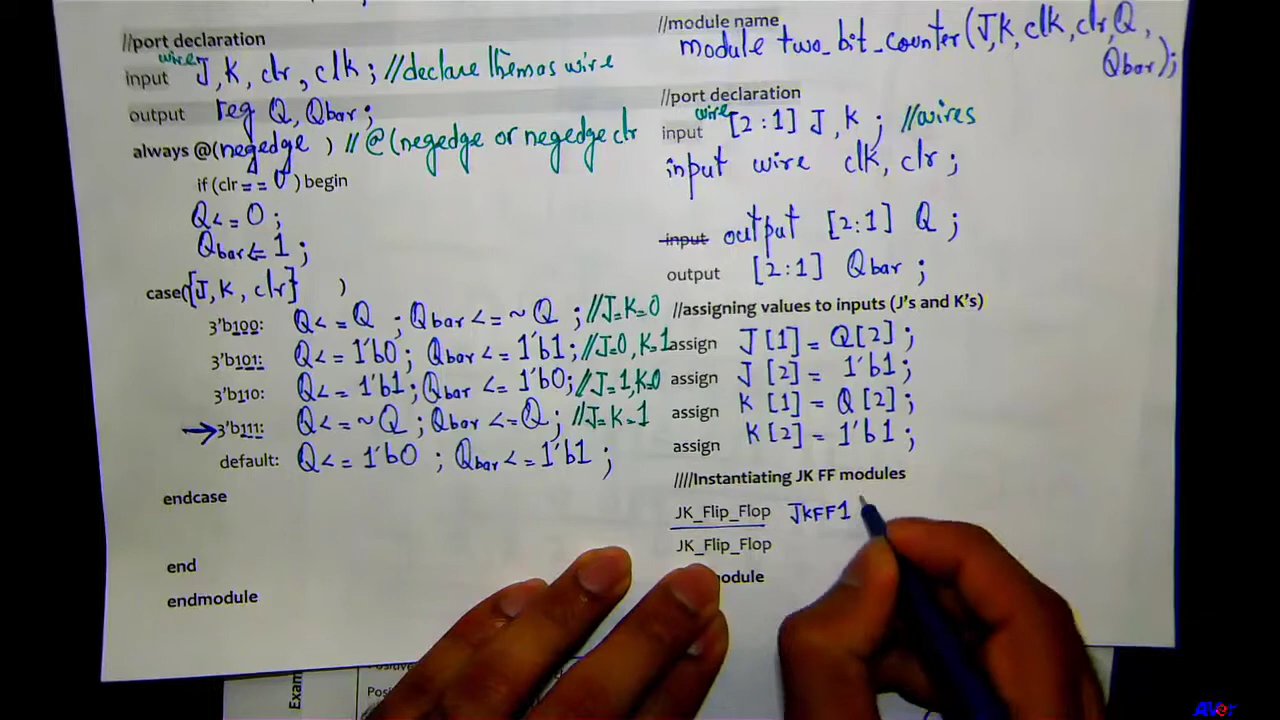 //port declaration
wire
input J, K, clr, clk ; //declare them as wire
output reg Q, Qbar ;
always @(negedge ) // @(negedge or negedge clr
if (clr == 0 ) begin
Q <= 0 ;
Qbar <= 1 ;
case({J, K, clr} )
3'b100: Q <= Q ; Qbar <= ~ Q ; //J=K=0
3'b101: Q <= 1'b0 ; Qbar <= 1'b1 ; //J=0, K=1
3'b110: Q <= 1'b1 ; Qbar <= 1'b0 ; //J=1, K=0
3'b111: Q <= ~ Q ; Qbar <= Q ; //J=K=1
default: Q <= 1'b0 ; Qbar <= 1'b1 ;
endcase
end
endmodule
//module name
module two_bit_counter(J, K, clk, clr, Q,
Qbar);
//port declaration
wire
input [2:1] J, K ; //wires
input wire clk, clr ;
input output [2:1] Q ;
output [2:1] Qbar ;
//assigning values to inputs (J's and K's)
assign J[1] = Q[2] ;
assign J[2] = 1'b1 ;
assign K[1] = Q[2] ;
assign K[2] = 1'b1 ;
////Instantiating JK FF modules
JK_Flip_Flop JKFF1
JK_Flip_Flop
Exam
AVer